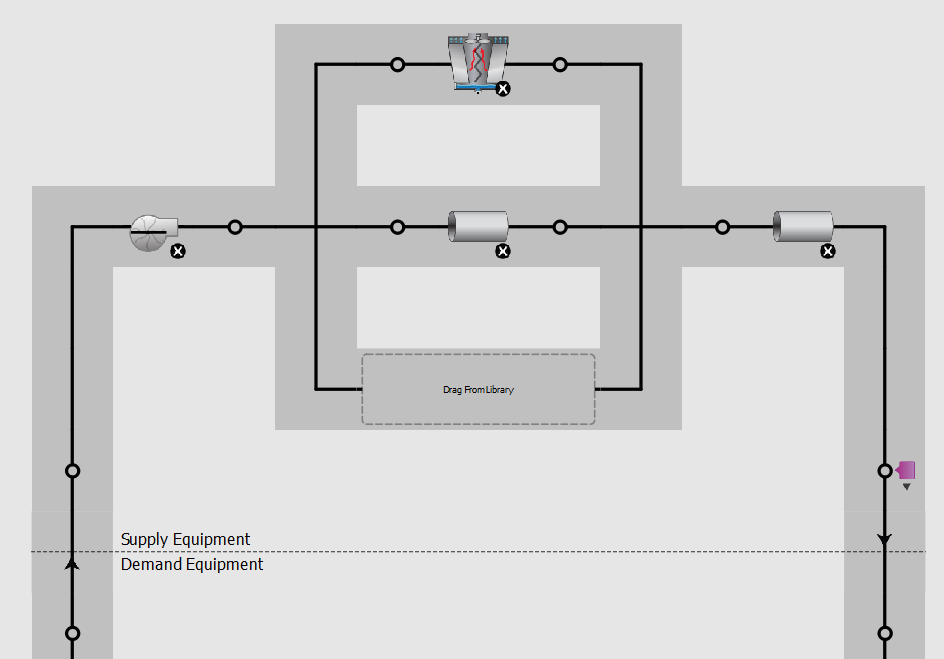 Drag From Library
Supply Equipment
Demand Equipment